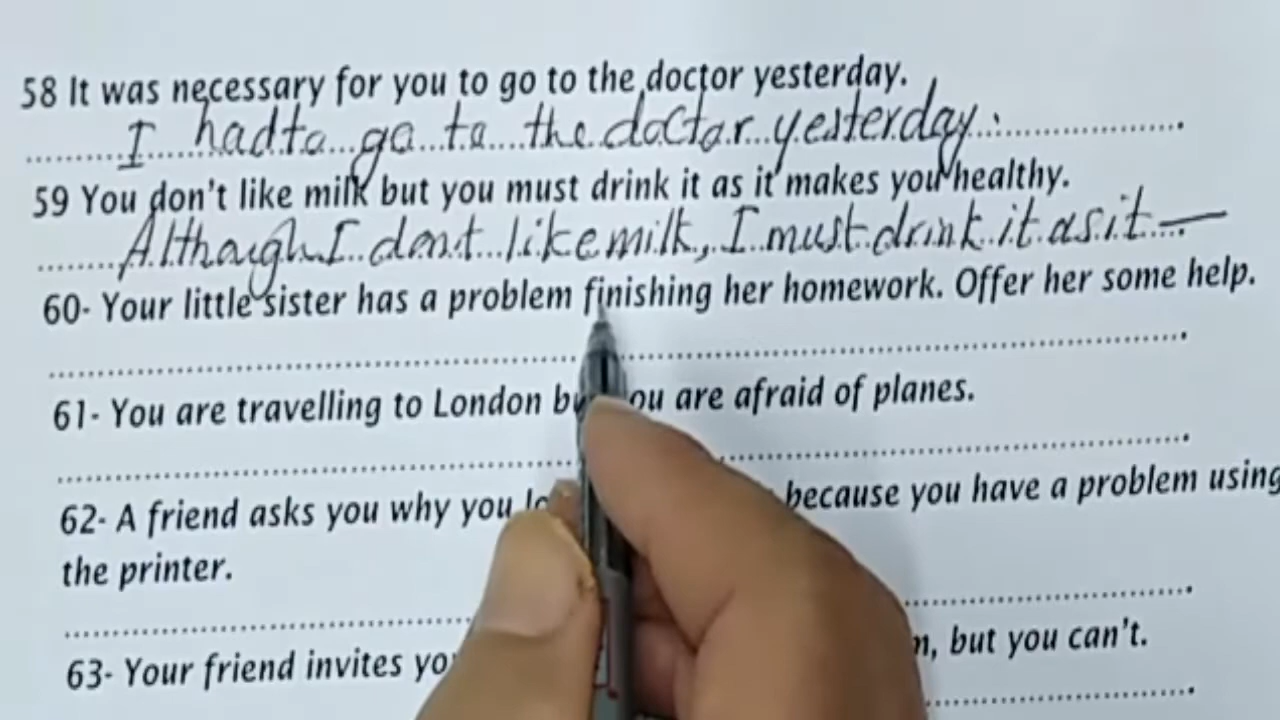 58 It was necessary for you to go to the doctor yesterday.
I had to go to the doctor yesterday.
59 You don't like milk but you must drink it as it makes you healthy.
Although I don't like milk, I must drink it as it —
60- Your little sister has a problem finishing her homework. Offer her some help.
61- You are travelling to London but you are afraid of planes.
62- A friend asks you why you because you have a problem using
the printer.
63- Your friend invites you , but you can't.